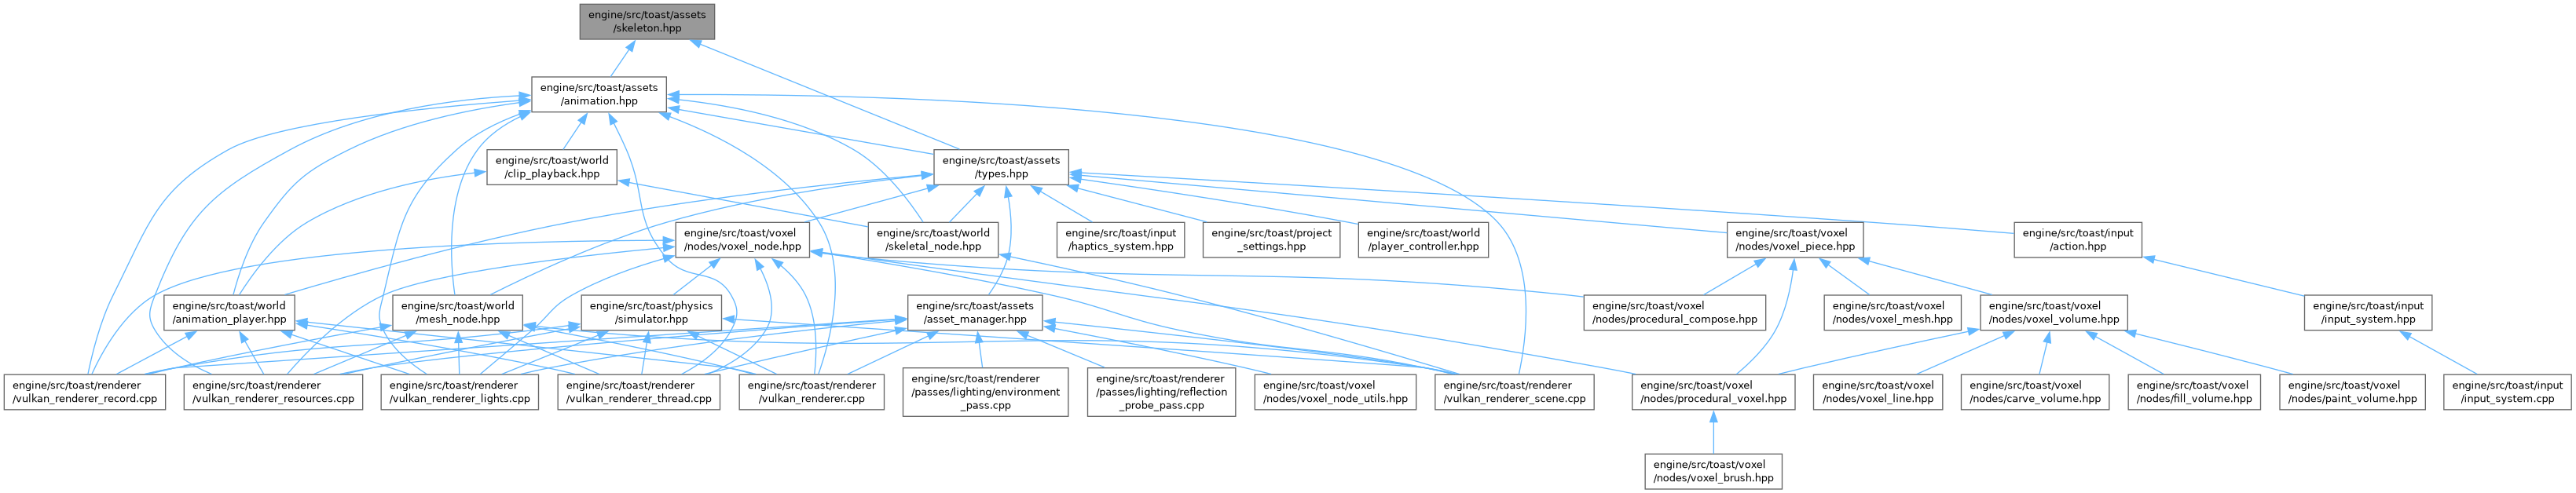 engine/src/toast/assets
/skeleton.hpp
engine/src/toast/assets
/animation.hpp
engine/src/toast/world
/clip_playback.hpp
engine/src/toast/assets
/types.hpp
engine/src/toast/voxel
/nodes/voxel_node.hpp
engine/src/toast/world
/skeletal_node.hpp
engine/src/toast/input
/haptics_system.hpp
engine/src/toast/project
_settings.hpp
engine/src/toast/world
/player_controller.hpp
engine/src/toast/voxel
/nodes/voxel_piece.hpp
engine/src/toast/input
/action.hpp
engine/src/toast/world
/animation_player.hpp
engine/src/toast/world
/mesh_node.hpp
engine/src/toast/physics
/simulator.hpp
engine/src/toast/assets
/asset_manager.hpp
engine/src/toast/voxel
/nodes/procedural_compose.hpp
engine/src/toast/voxel
/nodes/voxel_mesh.hpp
engine/src/toast/voxel
/nodes/voxel_volume.hpp
engine/src/toast/input
/input_system.hpp
engine/src/toast/renderer
/vulkan_renderer_record.cpp
engine/src/toast/renderer
/vulkan_renderer_resources.cpp
engine/src/toast/renderer
/vulkan_renderer_lights.cpp
engine/src/toast/renderer
/vulkan_renderer_thread.cpp
engine/src/toast/renderer
/vulkan_renderer.cpp
engine/src/toast/renderer
/passes/lighting/environment
_pass.cpp
engine/src/toast/renderer
/passes/lighting/reflection
_probe_pass.cpp
engine/src/toast/voxel
/nodes/voxel_node_utils.hpp
engine/src/toast/renderer
/vulkan_renderer_scene.cpp
engine/src/toast/voxel
/nodes/procedural_voxel.hpp
engine/src/toast/voxel
/nodes/voxel_line.hpp
engine/src/toast/voxel
/nodes/carve_volume.hpp
engine/src/toast/voxel
/nodes/fill_volume.hpp
engine/src/toast/voxel
/nodes/paint_volume.hpp
engine/src/toast/input
/input_system.cpp
engine/src/toast/voxel
/nodes/voxel_brush.hpp